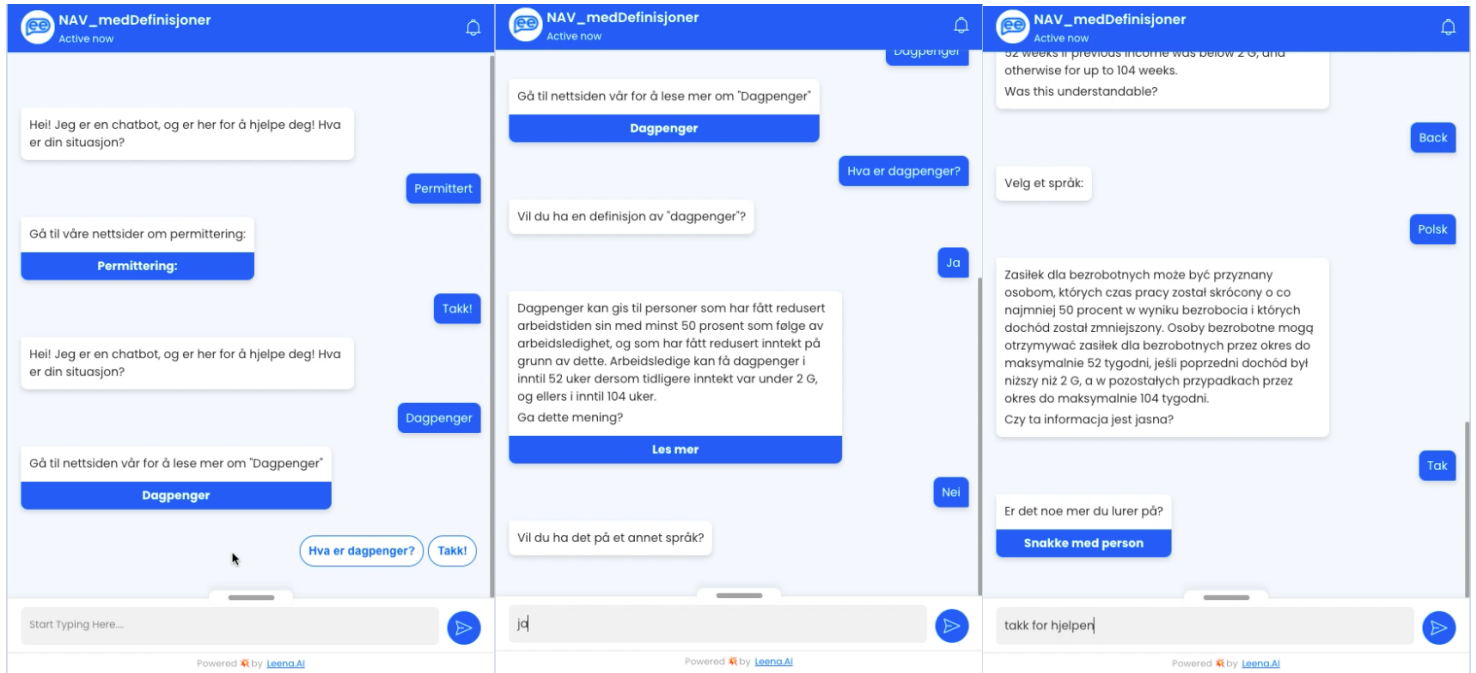 NAV_medDefinisjoner
Active now
Hei! Jeg er en chatbot, og er her for å hjelpe deg! Hva
er din situasjon?
Permittert
Gå til våre nettsider om permittering:
Permittering:
Takk!
Hei! Jeg er en chatbot, og er her for å hjelpe deg! Hva
er din situasjon?
Dagpenger
Gå til nettsiden vår for å lese mer om "Dagpenger"
Dagpenger
Hva er dagpenger?
Takk!
Start Typing Here...
Powered by Leena.AI
NAV_medDefinisjoner
Active now
Dagpenger
Gå til nettsiden vår for å lese mer om "Dagpenger"
Dagpenger
Hva er dagpenger?
Vil du ha en definisjon av "dagpenger"?
Ja
Dagpenger kan gis til personer som har fått redusert
arbeidstiden sin med minst 50 prosent som følge av
arbeidsledighet, og som har fått redusert inntekt på
grunn av dette. Arbeidsledige kan få dagpenger i
inntil 52 uker dersom tidligere inntekt var under 2 G,
og ellers i inntil 104 uker.
Ga dette mening?
Les mer
Nei
Vil du ha det på et annet språk?
ja
Powered by Leena.AI
NAV_medDefinisjoner
Active now
52 weeks if previous income was below 2 G, and
otherwise for up to 104 weeks.
Was this understandable?
Back
Velg et språk:
Polsk
Zasiłek dla bezrobotnych może być przyznany
osobom, których czas pracy został skrócony o co
najmniej 50 procent w wyniku bezrobocia i których
dochód został zmniejszony. Osoby bezrobotne mogą
otrzymywać zasiłek dla bezrobotnych przez okres do
maksymalnie 52 tygodni, jeśli poprzedni dochód był
niższy niż 2 G, a w pozostałych przypadkach przez
okres do maksymalnie 104 tygodni.
Czy ta informacja jest jasna?
Tak
Er det noe mer du lurer på?
Snakke med person
takk for hjelpen
Powered by Leena.AI